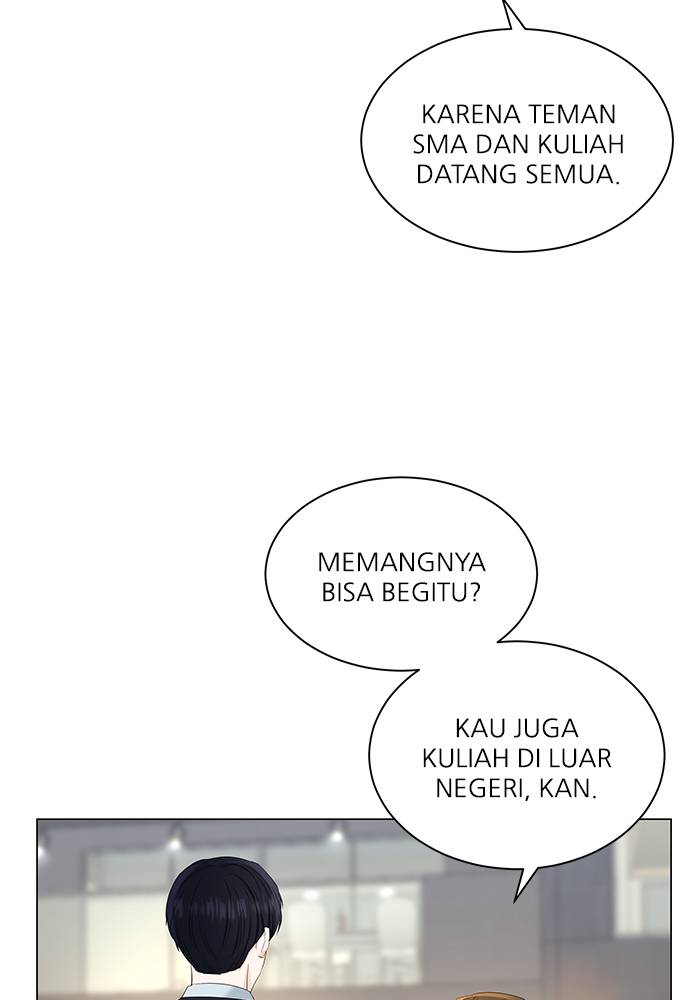 KARENA TEMAN
SMA DAN KULIAH
DATANG SEMUA.
MEMANGNYA
BISA BEGITU?
KAU JUGA
KULIAH DI LUAR
NEGERI, KAN.